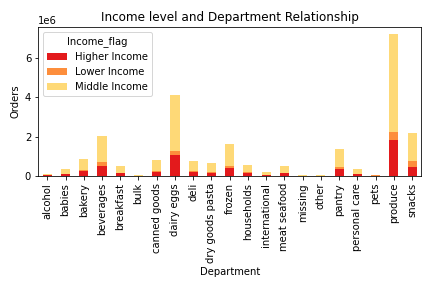 Income level and Department Relationship
1e6
Income_flag
Higher Income
Lower Income
Middle Income
6
4
2
0
Orders
alcohol
babies
bakery
beverages
breakfast
bulk
canned goods
dairy eggs
deli
dry goods pasta
frozen
households
international
meat seafood
missing
other
pantry
personal care
pets
produce
snacks
Department